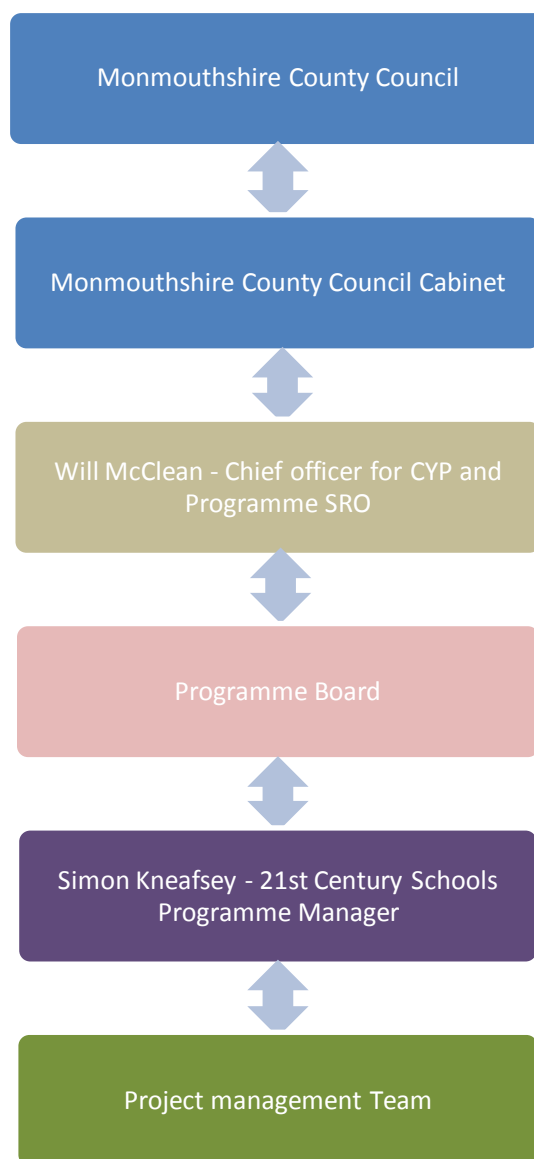 Monmouthshire County Council
Monmouthshire County Council Cabinet
Will McClean - Chief officer for CYP and
Programme SRO
Programme Board
Simon Kneafsey - 21st Century Schools
Programme Manager
Project management Team